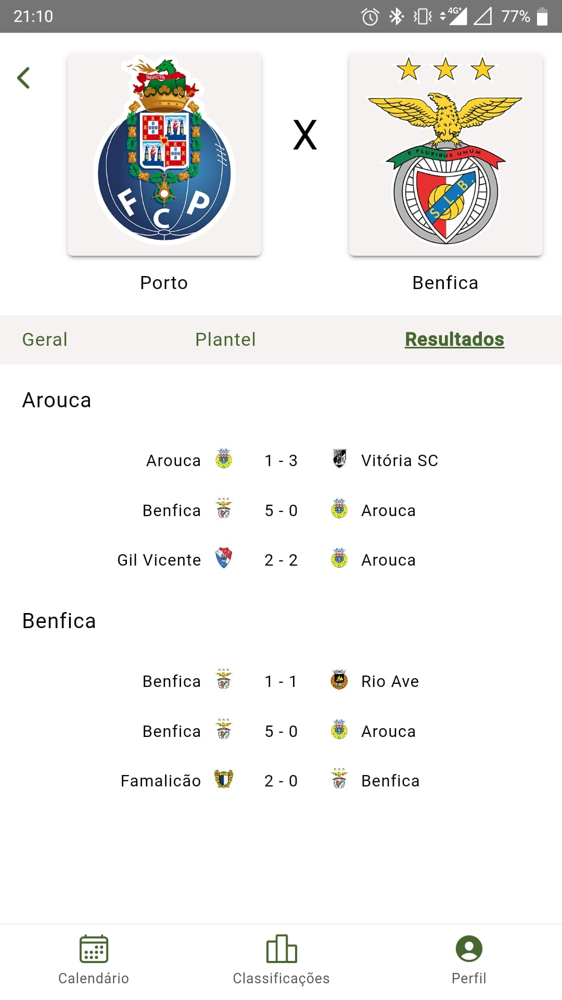 21:10 4G+ 77%
INVICTA
F C P
X
E PLURIBUS UNUM
S.L.B.
Porto Benfica
Geral Plantel Resultados
Arouca
Arouca 1 - 3 Vitória SC
Benfica 5 - 0 Arouca
Gil Vicente 2 - 2 Arouca
Benfica
Benfica 1 - 1 Rio Ave
Benfica 5 - 0 Arouca
Famalicão 2 - 0 Benfica
Calendário Classificações Perfil